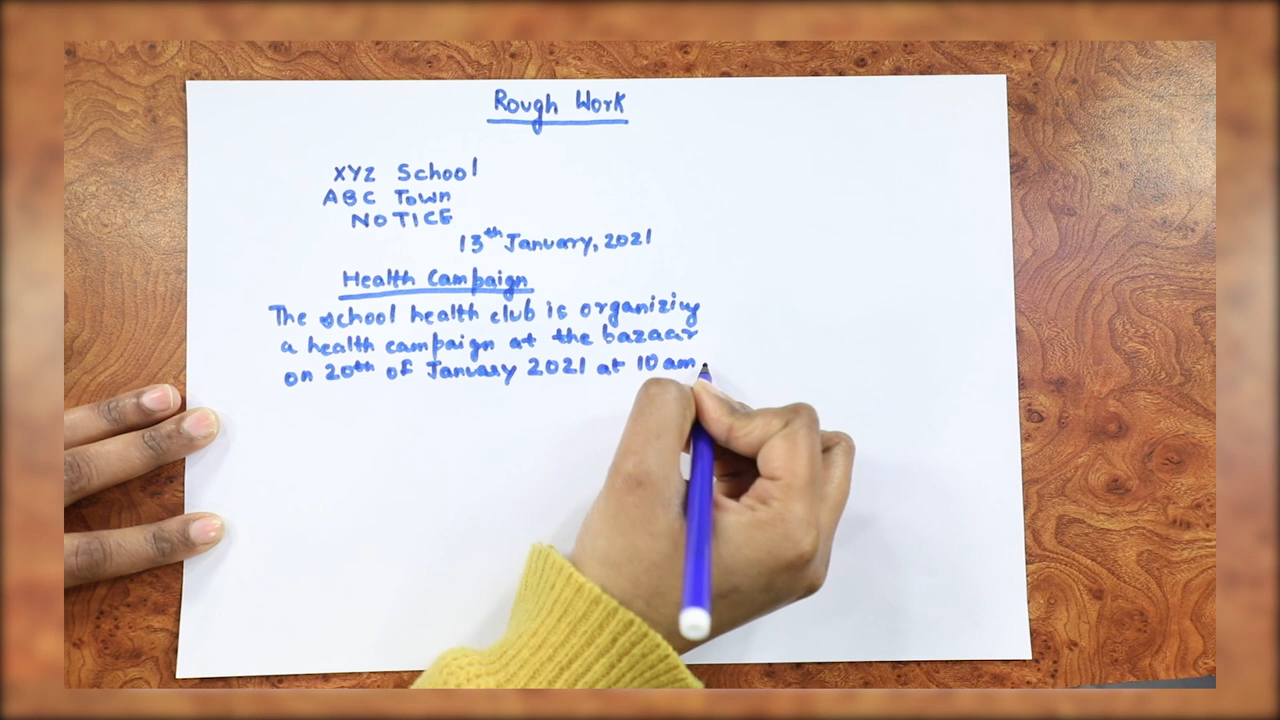 Rough Work
XYZ School
ABC Town
NOTICE
13th January, 2021
Health Campaign
The school health club is organizing
a health campaign at the bazaar
on 20th of January 2021 at 10 am